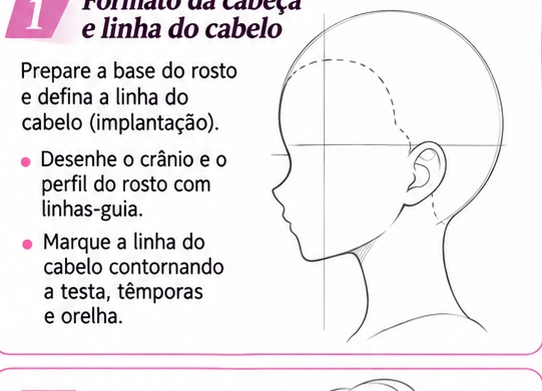 1
Formato da cabeça
e linha do cabelo
Prepare a base do rosto
e defina a linha do
cabelo (implantação).
Desenhe o crânio e o
perfil do rosto com
linhas-guia.
Marque a linha do
cabelo contornando
a testa, têmporas
e orelha.